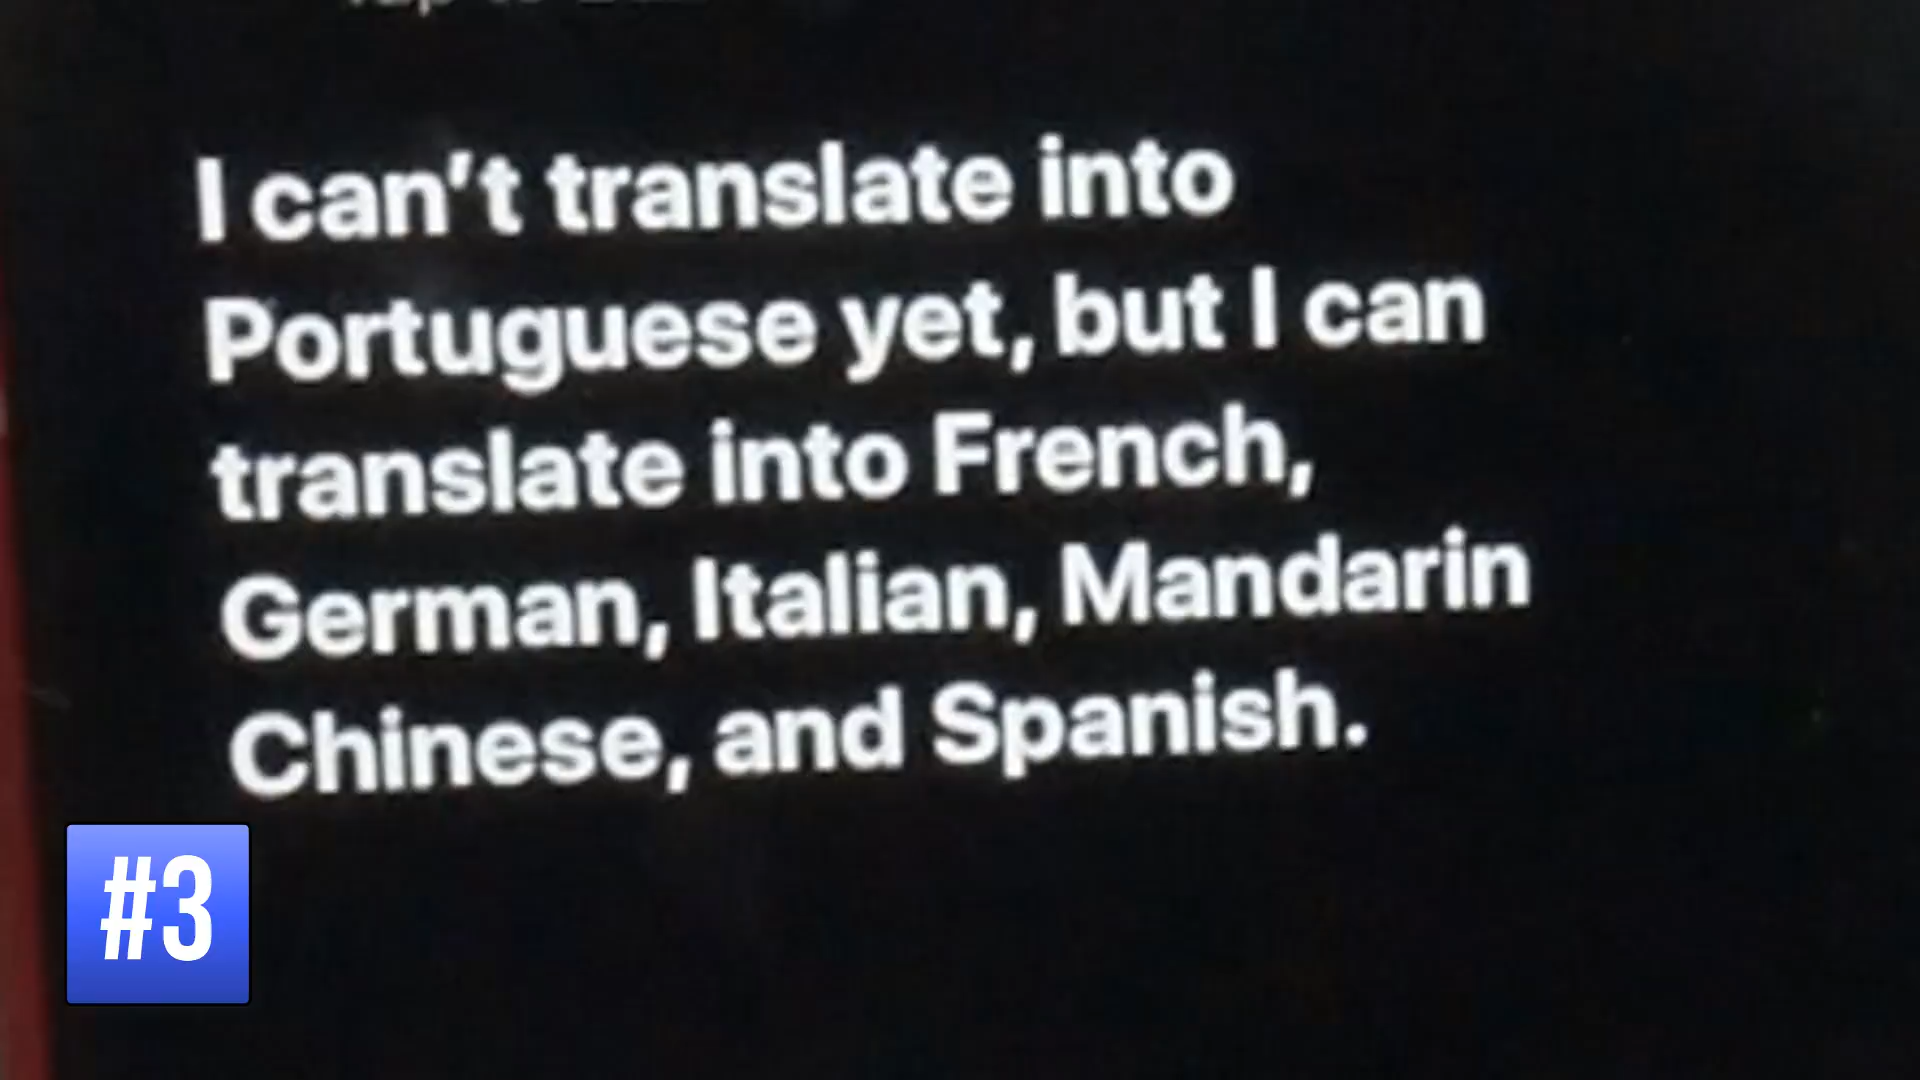 I can't translate into
Portuguese yet, but I can
translate into French,
German, Italian, Mandarin
Chinese, and Spanish.
#3